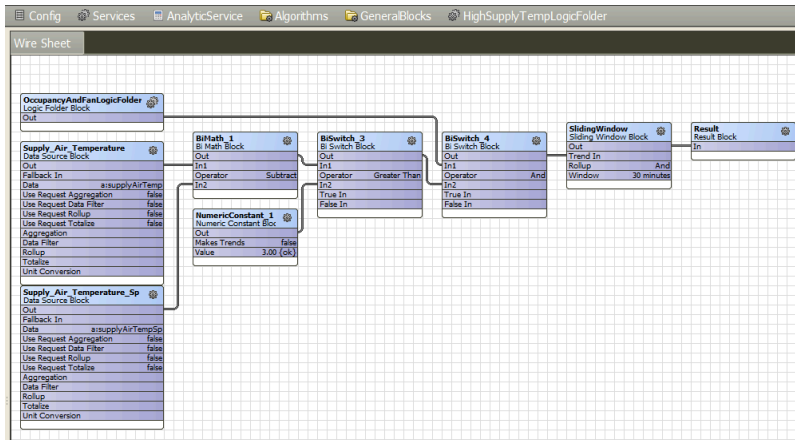 Config Services AnalyticService Algorithms GeneralBlocks HighSupplyTempLogicFolder
Wire Sheet
OccupancyAndFanLogicFolder
Logic Folder Block
Out
Supply_Air_Temperature
Data Source Block
Out
Fallback In
Data a:supplyAirTemp
Use Request Aggregation false
Use Request Data Filter false
Use Request Rollup false
Use Request Totalize false
Aggregation
Data Filter
Rollup
Totalize
Unit Conversion
Supply_Air_Temperature_Sp
Data Source Block
Out
Fallback In
Data a:supplyAirTempSp
Use Request Aggregation false
Use Request Data Filter false
Use Request Rollup false
Use Request Totalize false
Aggregation
Data Filter
Rollup
Totalize
Unit Conversion
BiMath_1
Bi Math Block
Out
In1
Operator Subtract
In2
NumericConstant_1
Numeric Constant Bloc
Out
Makes Trends false
Value 3.00 {ok}
BiSwitch_3
Bi Switch Block
Out
In1
Operator Greater Than
In2
True In
False In
BiSwitch_4
Bi Switch Block
Out
In1
Operator And
In2
True In
False In
SlidingWindow
Sliding Window Block
Out
Trend In
Rollup And
Window 30 minutes
Result
Result Block
In